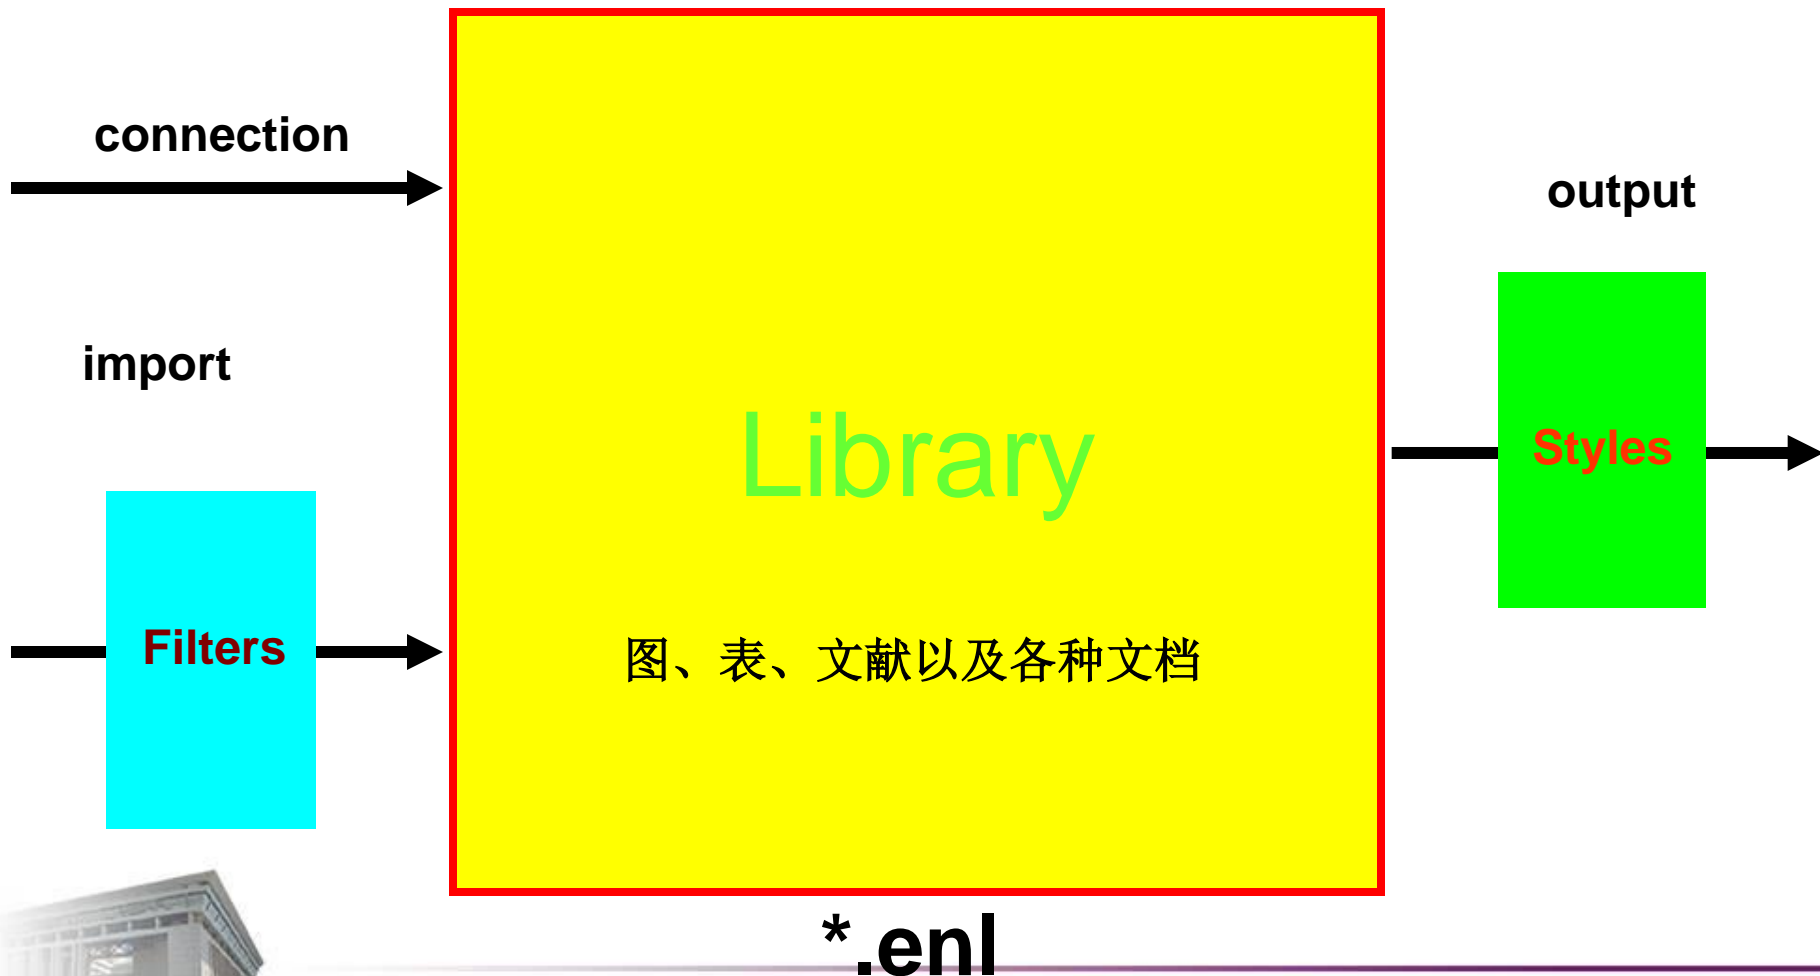 connection
output
import
Library
Styles
Filters
图、表、文献以及各种文档
*.enl